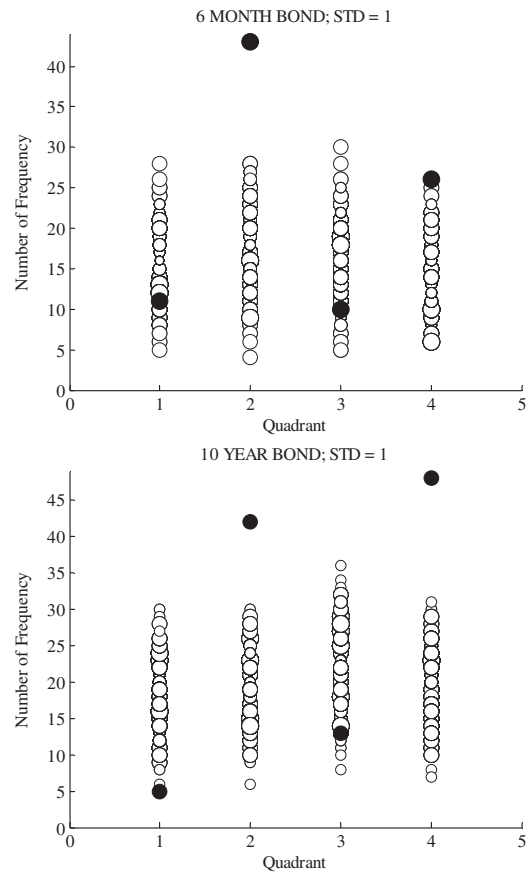 6 MONTH BOND; STD = 1
Number of Frequency
40
35
30
25
20
15
10
5
0
0 1 2 3 4 5
Quadrant
10 YEAR BOND; STD = 1
Number of Frequency
45
40
35
30
25
20
15
10
5
0
0 1 2 3 4 5
Quadrant